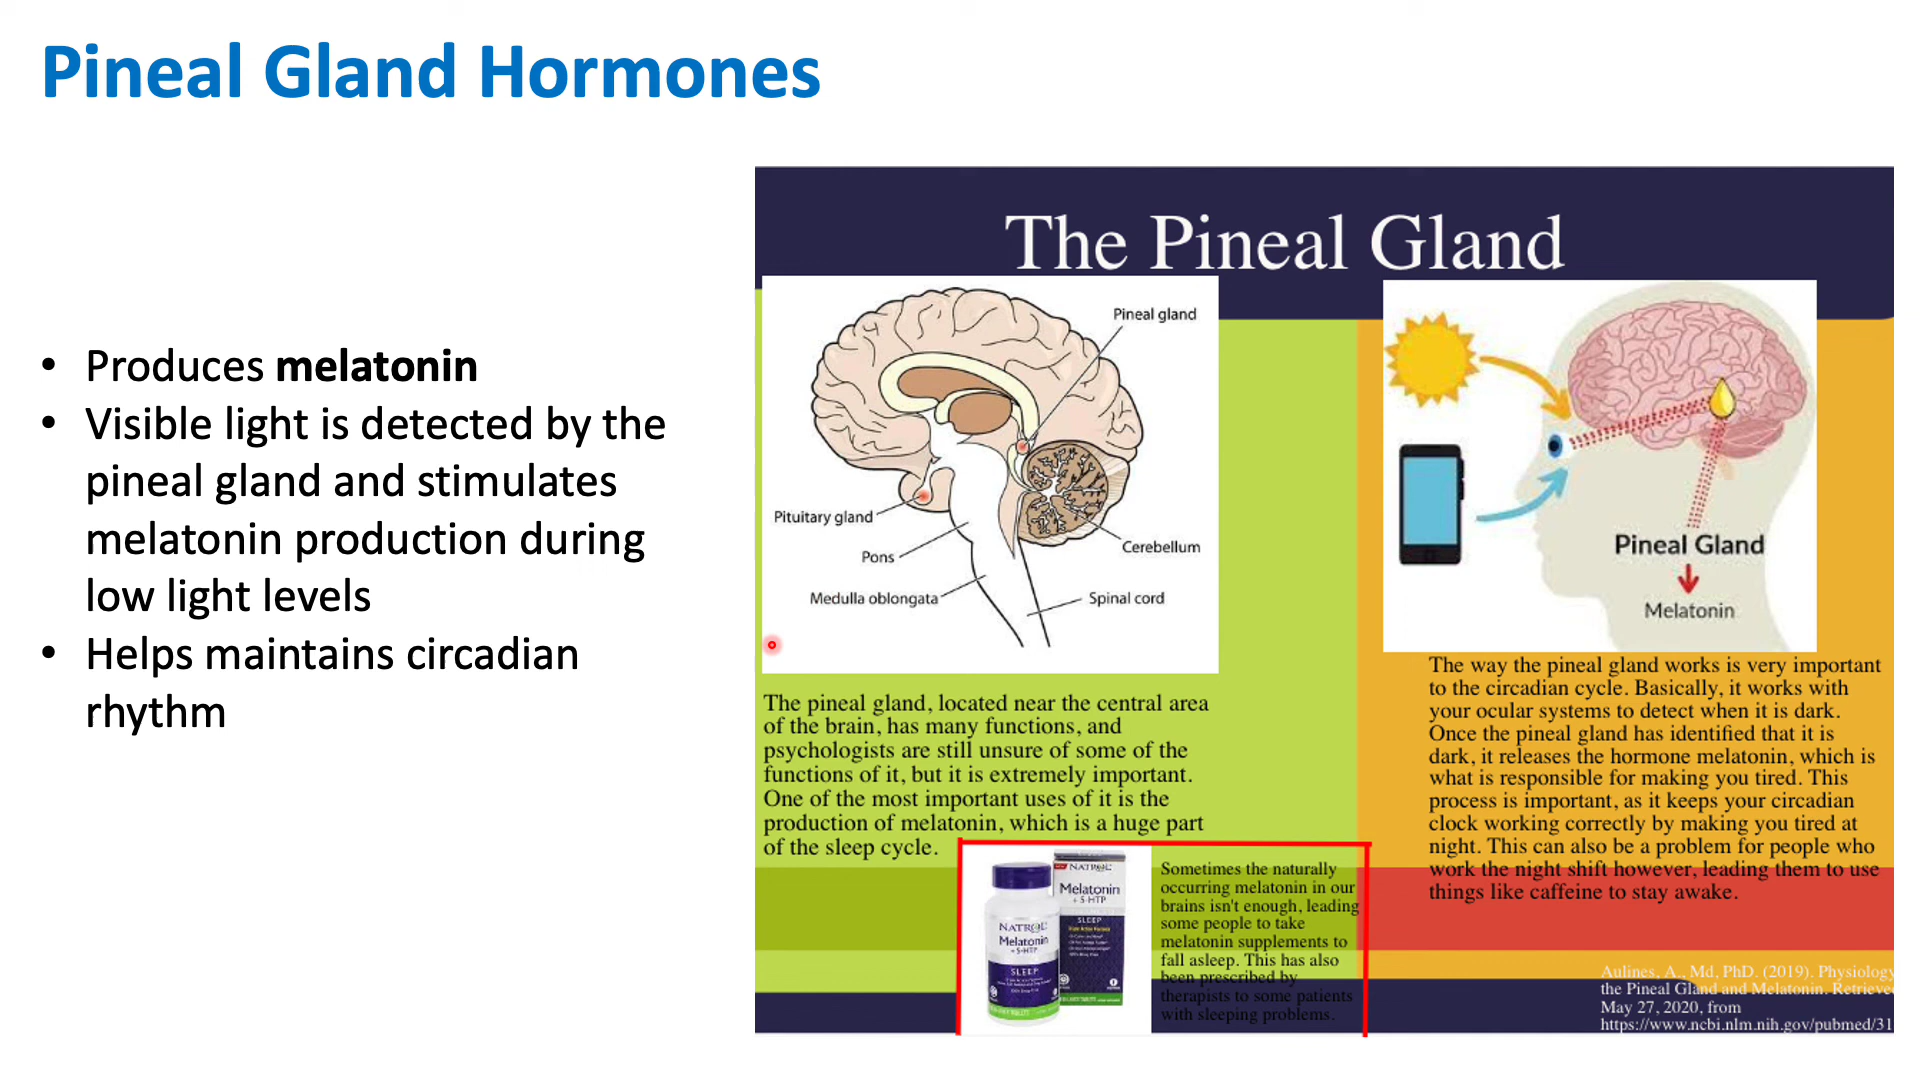 Pineal Gland Hormones
• Produces melatonin
• Visible light is detected by the
pineal gland and stimulates
melatonin production during
low light levels
• Helps maintains circadian
rhythm
The Pineal Gland
Pineal gland
Pituitary gland
Pons
Cerebellum
Medulla oblongata
Spinal cord
Pineal Gland
Melatonin
The pineal gland, located near the central area
of the brain, has many functions, and
psychologists are still unsure of some of the
functions of it, but it is extremely important.
One of the most important uses of it is the
production of melatonin, which is a huge part
of the sleep cycle.
The way the pineal gland works is very important
to the circadian cycle. Basically, it works with
your ocular systems to detect when it is dark.
Once the pineal gland has identified that it is
dark, it releases the hormone melatonin, which is
what is responsible for making you tired. This
process is important, as it keeps your circadian
clock working correctly by making you tired at
night. This can also be a problem for people who
work the night shift however, leading them to use
things like caffeine to stay awake.
NATROL
Melatonin
+ 5-HTP
SLEEP
NATROL
Melatonin
+ 5-HTP
SLEEP
Sometimes the naturally
occurring melatonin in our
brains isn't enough, leading
some people to take
melatonin supplements to
fall asleep. This has also
been prescribed by
therapists to some patients
with sleeping problems.
Aulines, A., Md, PhD. (2019). Physiology
the Pineal Gland and Melatonin. Retrieve
May 27, 2020, from
https://www.ncbi.nlm.nih.gov/pubmed/31